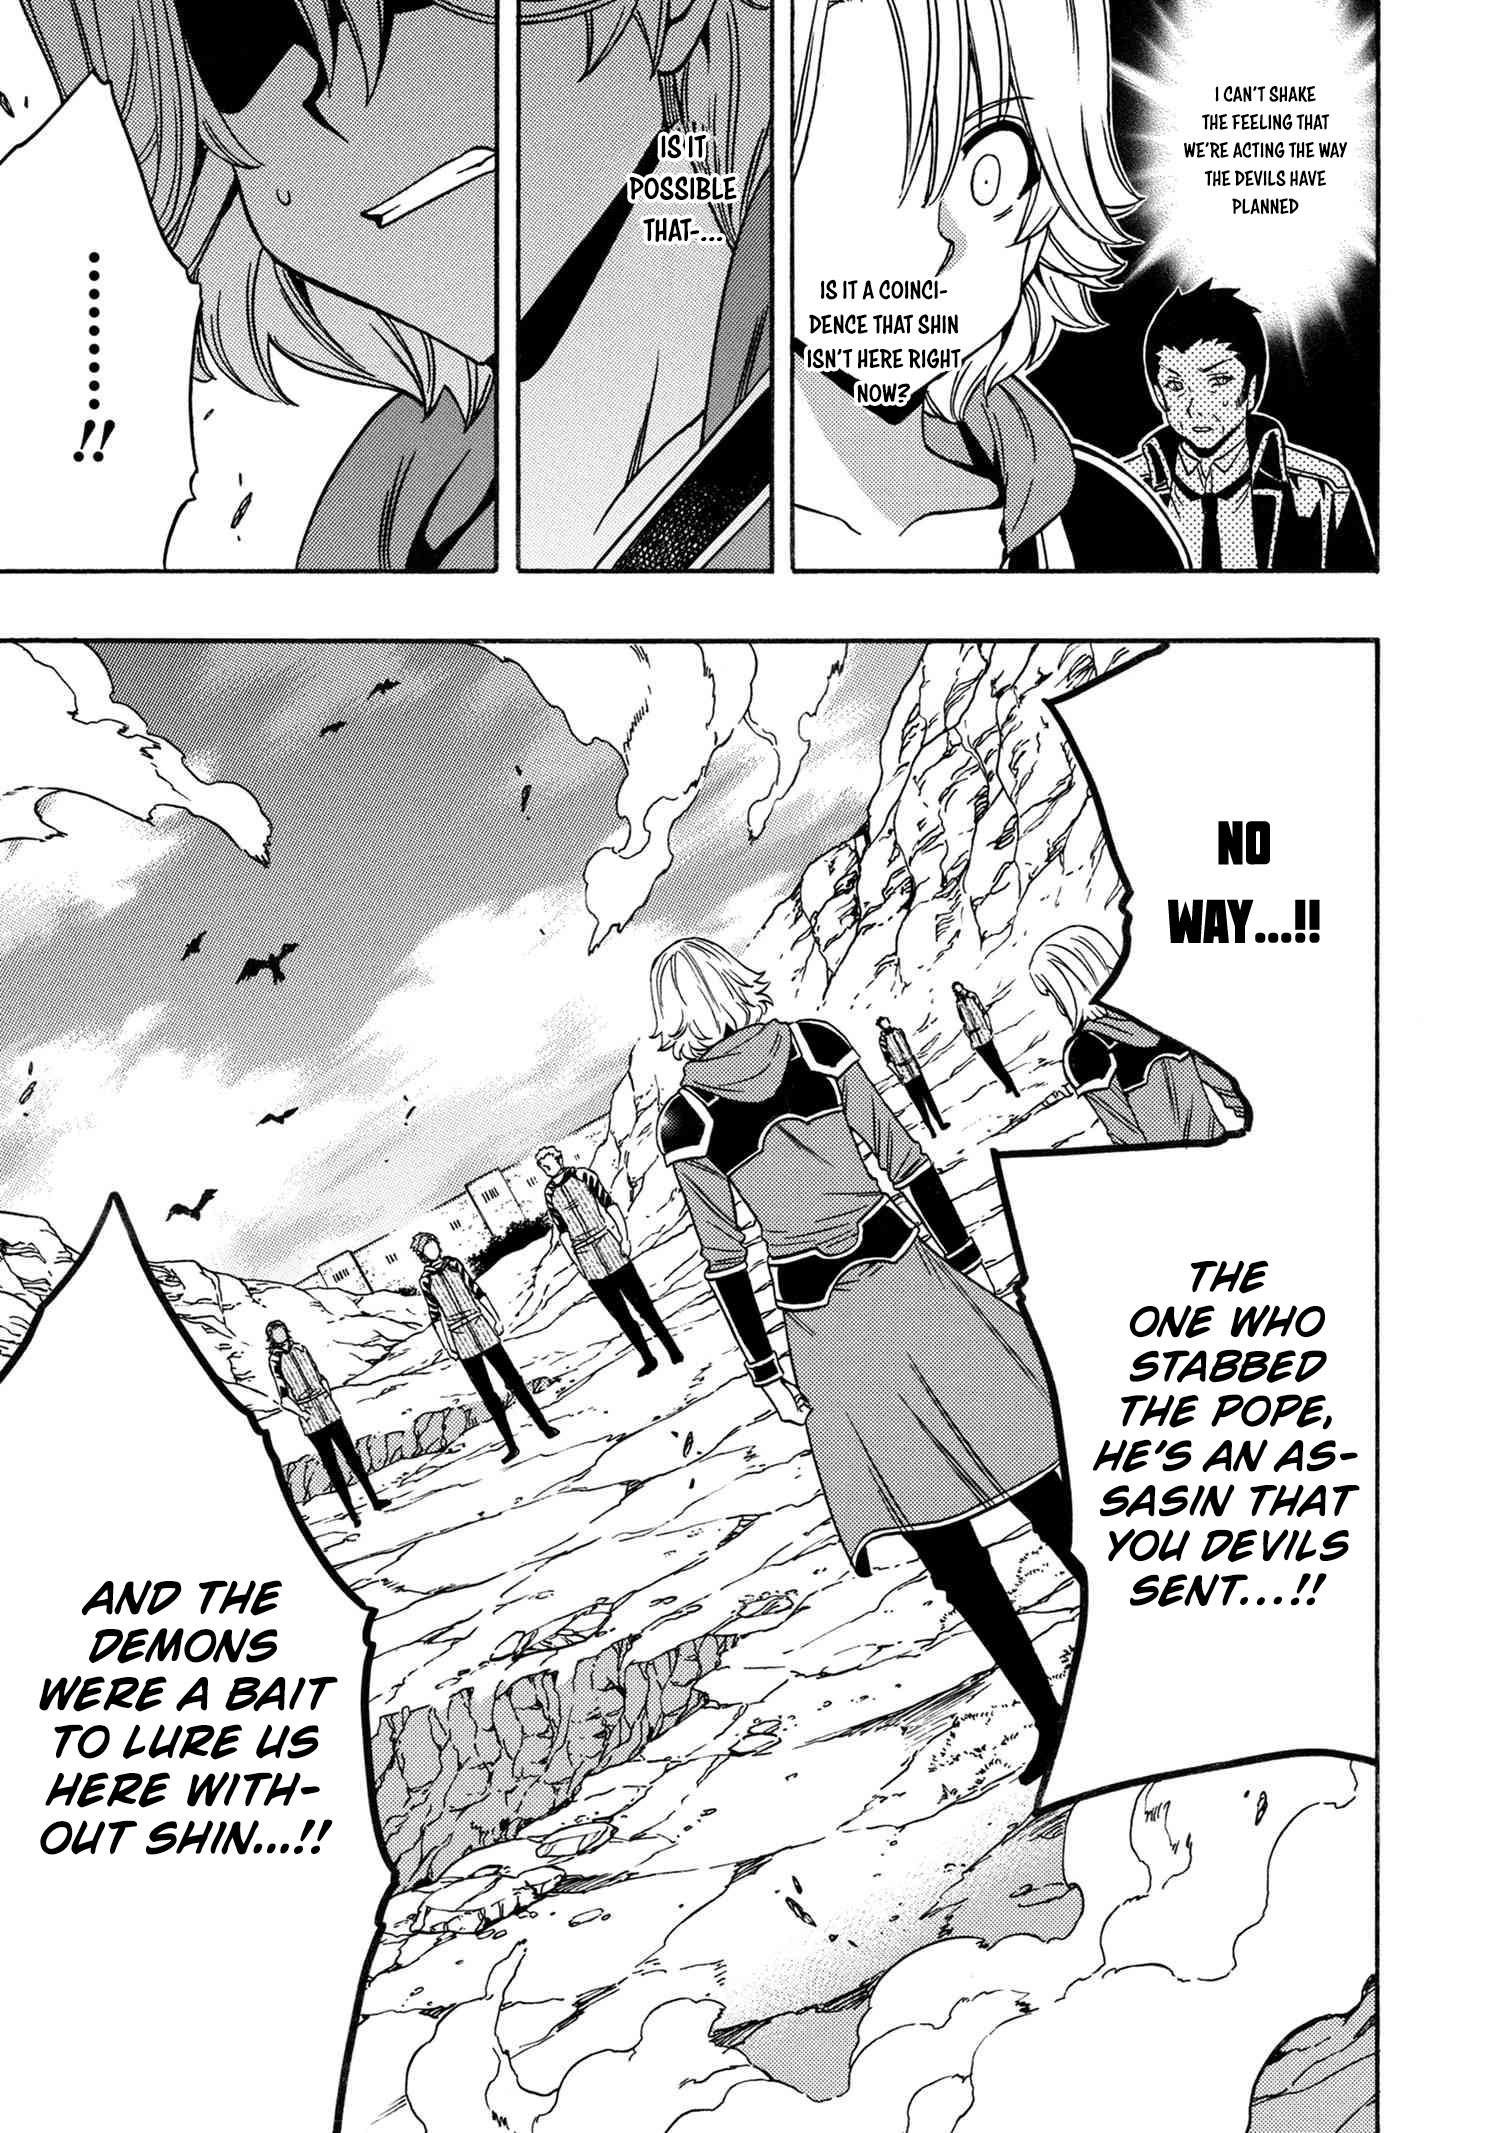 I CAN'T SHAKE
THE FEELING THAT
WE'RE ACTING THE WAY
THE DEVILS HAVE
PLANNED
IS IT A COINCI-
DENCE THAT SHIN
ISN'T HERE RIGHT
NOW?
IS IT
POSSIBLE
THAT-...
.........!!
NO
WAY...!!
THE
ONE WHO
STABBED
THE POPE,
HE'S AN AS-
SASIN THAT
YOU DEVILS
SENT...!!
AND THE
DEMONS
WERE A BAIT
TO LURE US
HERE WITH-
OUT SHIN...!!